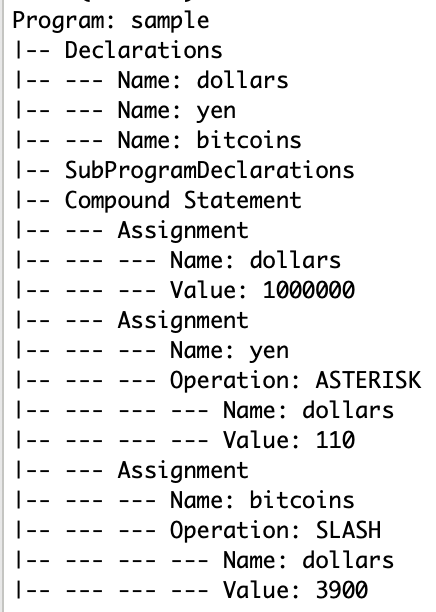 Program: sample
|-- Declarations
|-- --- Name: dollars
|-- --- Name: yen
|-- --- Name: bitcoins
|-- SubProgramDeclarations
|-- Compound Statement
|-- --- Assignment
|-- --- --- Name: dollars
|-- --- --- Value: 1000000
|-- --- Assignment
|-- --- --- Name: yen
|-- --- --- Operation: ASTERISK
|-- --- --- --- Name: dollars
|-- --- --- --- Value: 110
|-- --- Assignment
|-- --- --- Name: bitcoins
|-- --- --- Operation: SLASH
|-- --- --- --- Name: dollars
|-- --- --- --- Value: 3900